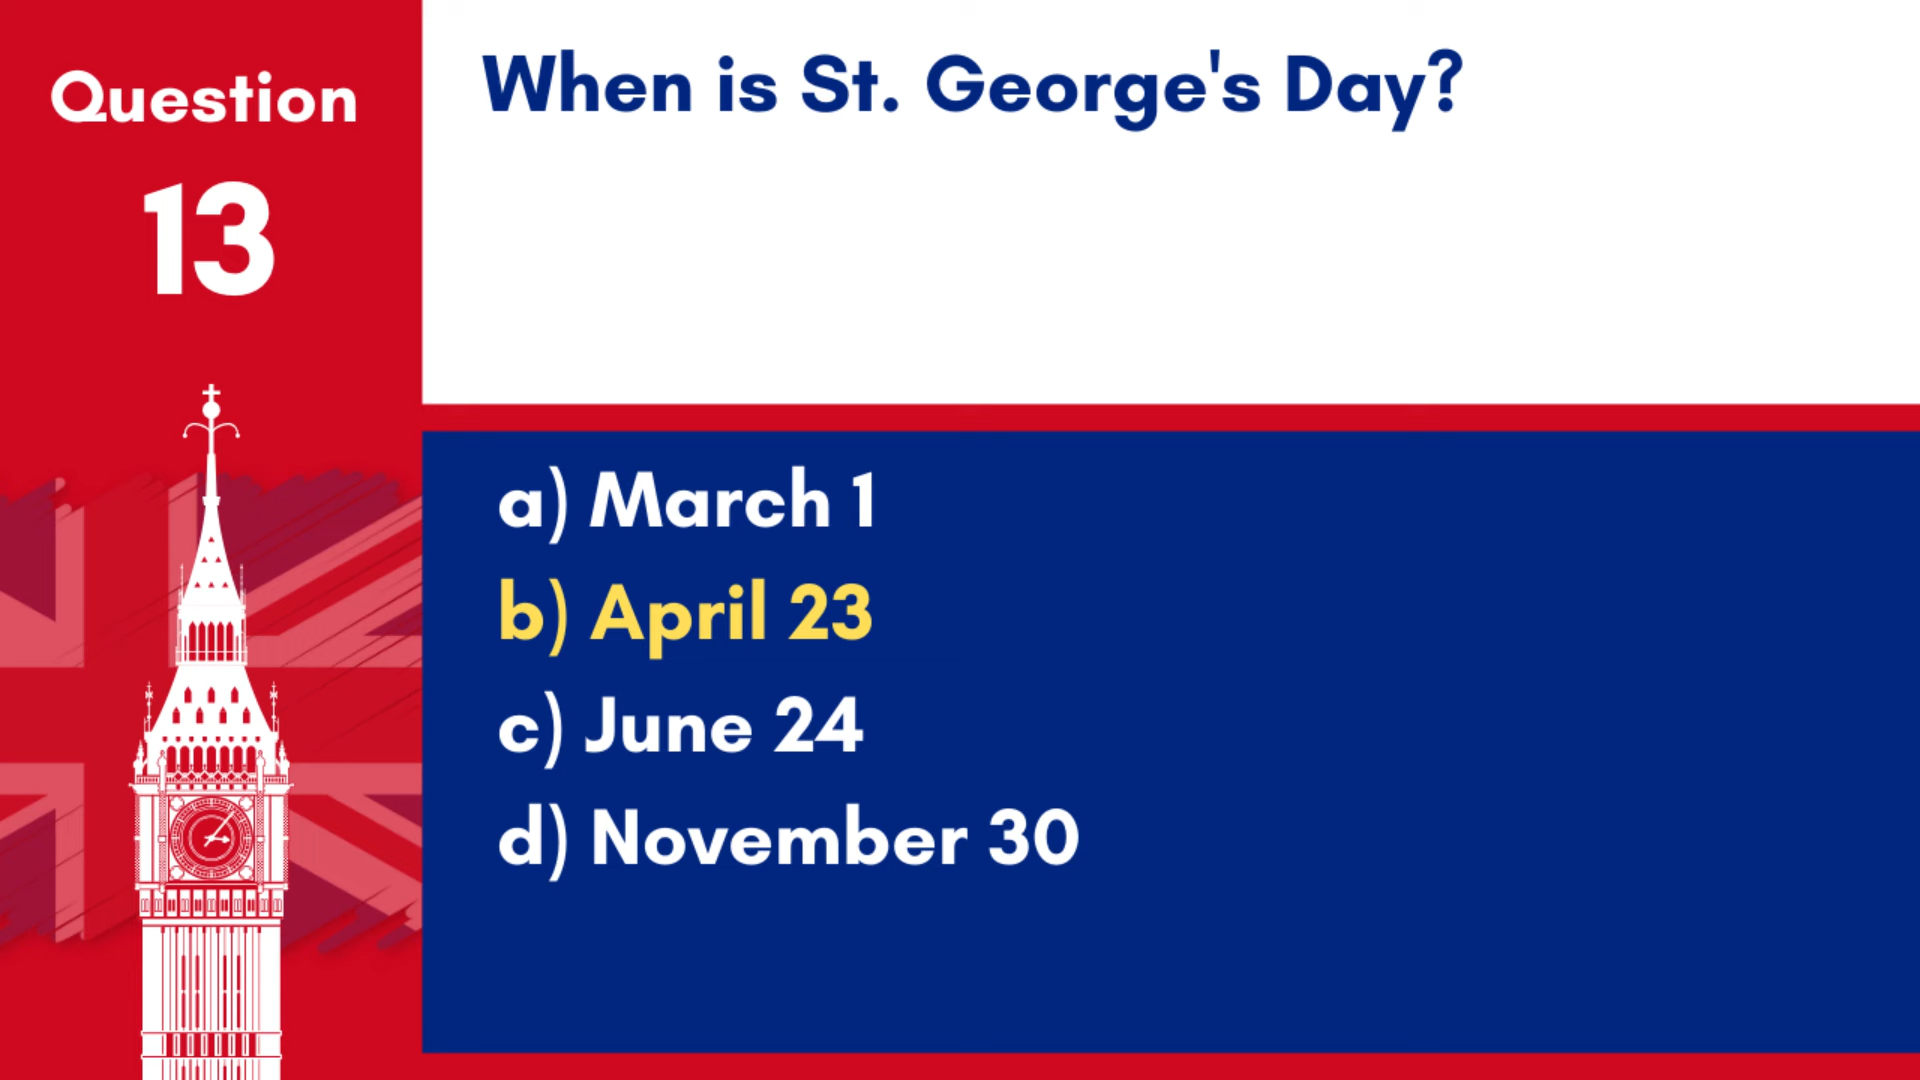 Question
13
When is St. George's Day?
a) March 1
b) April 23
c) June 24
d) November 30